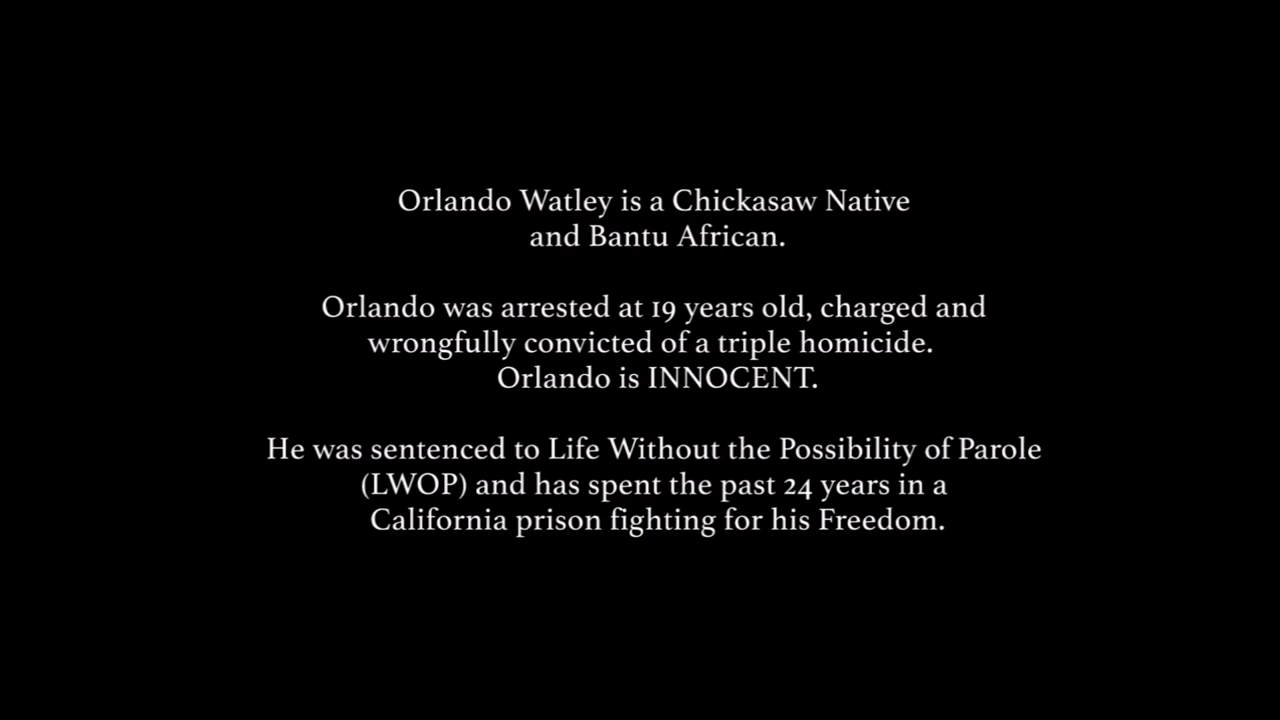 Orlando Watley is a Chickasaw Native
and Bantu African.
Orlando was arrested at 19 years old, charged and
wrongfully convicted of a triple homicide.
Orlando is INNOCENT.
He was sentenced to Life Without the Possibility of Parole
(LWOP) and has spent the past 24 years in a
California prison fighting for his Freedom.